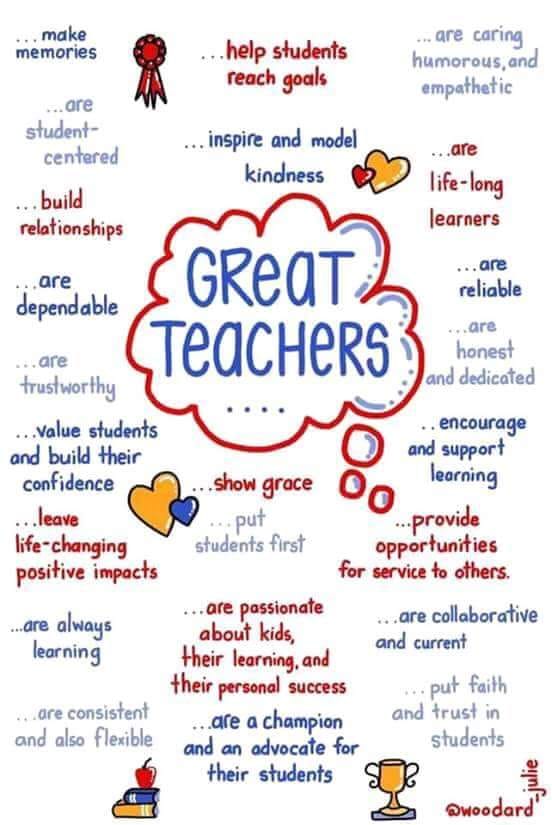 ...make
memories
...help students
reach goals
...are caring
humorous, and
empathetic
...are
student-
centered
...inspire and model
kindness
...are
life-long
learners
...build
relationships
GReaT
TeacHeRS
....
...are
dependable
...are
reliable
...are
honest
and dedicated
...are
trustworthy
...value students
and build their
confidence
..encourage
and support
learning
...show grace
...put
students first
...leave
life-changing
positive impacts
...provide
opportunities
for service to others.
...are always
learning
...are passionate
about kids,
their learning, and
their personal success
...are collaborative
and current
...are consistent
and also flexible
...are a champion
and an advocate for
their students
...put faith
and trust in
students
@woodard_julie